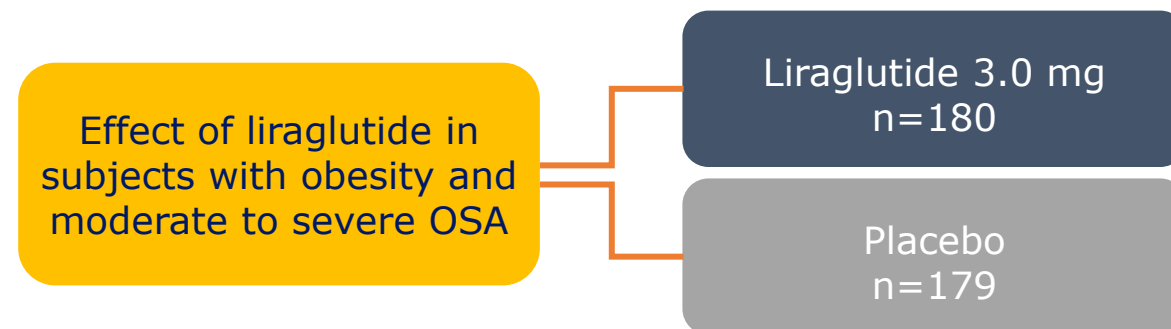 Effect of liraglutide in
subjects with obesity and
moderate to severe OSA
Liraglutide 3.0 mg
n=180
Placebo
n=179